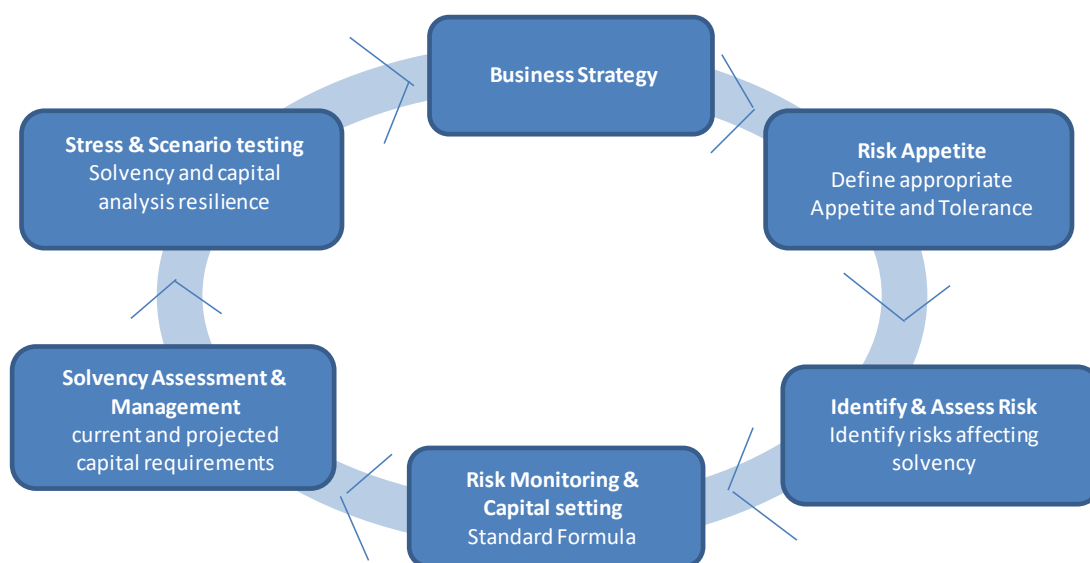 Business Strategy
Risk Appetite
Define appropriate
Appetite and Tolerance
Identify & Assess Risk
Identify risks affecting
solvency
Risk Monitoring &
Capital setting
Standard Formula
Solvency Assessment &
Management
current and projected
capital requirements
Stress & Scenario testing
Solvency and capital
analysis resilience